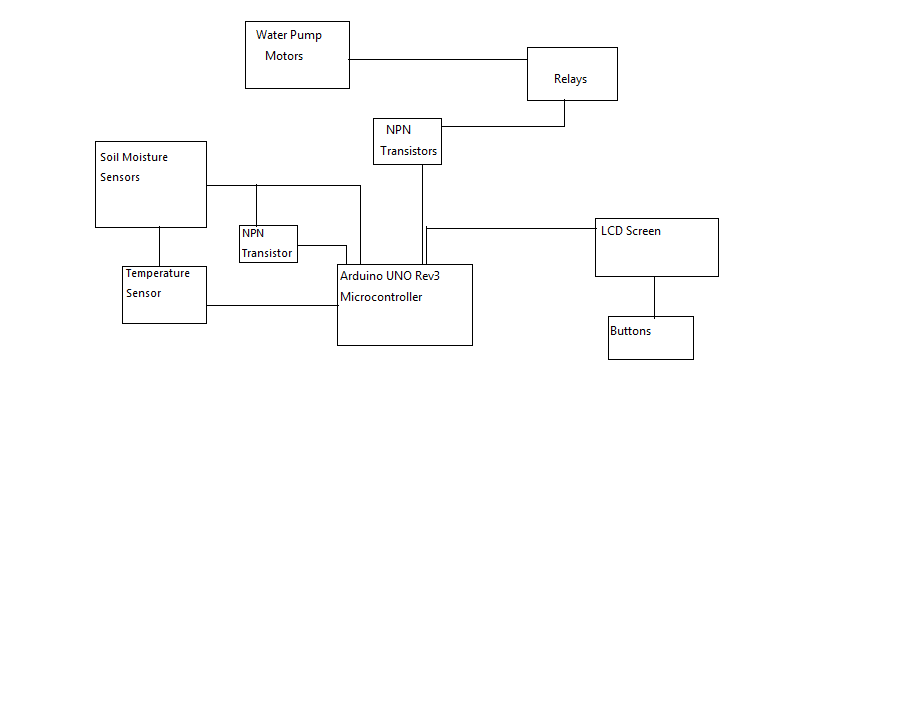 Water Pump
Motors
Relays
NPN
Transistors
Soil Moisture
Sensors
NPN
Transistor
LCD Screen
Temperature
Sensor
Arduino UNO Rev3
Microcontroller
Buttons